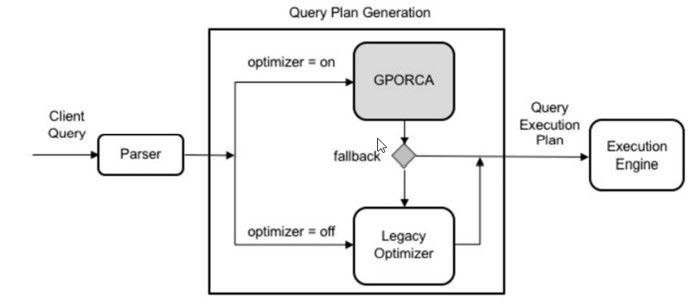 Query Plan Generation
optimizer = on
GPORCA
Client
Query
Parser
fallback
Query
Execution
Plan
Execution
Engine
optimizer = off
Legacy
Optimizer